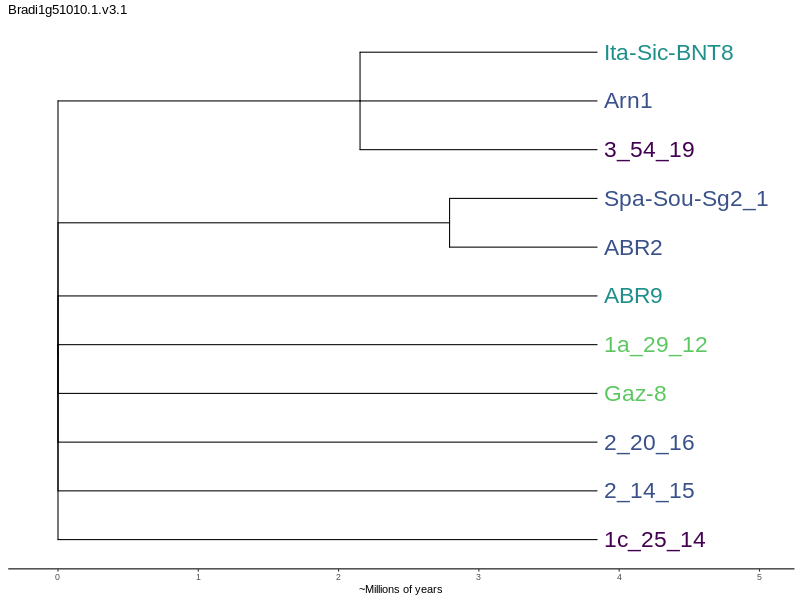 Bradi1g51010.1.v3.1
Ita-Sic-BNT8
Arn1
3_54_19
Spa-Sou-Sg2_1
ABR2
ABR9
1a_29_12
Gaz-8
2_20_16
2_14_15
1c_25_14
0 1 2 3 4 5
~Millions of years